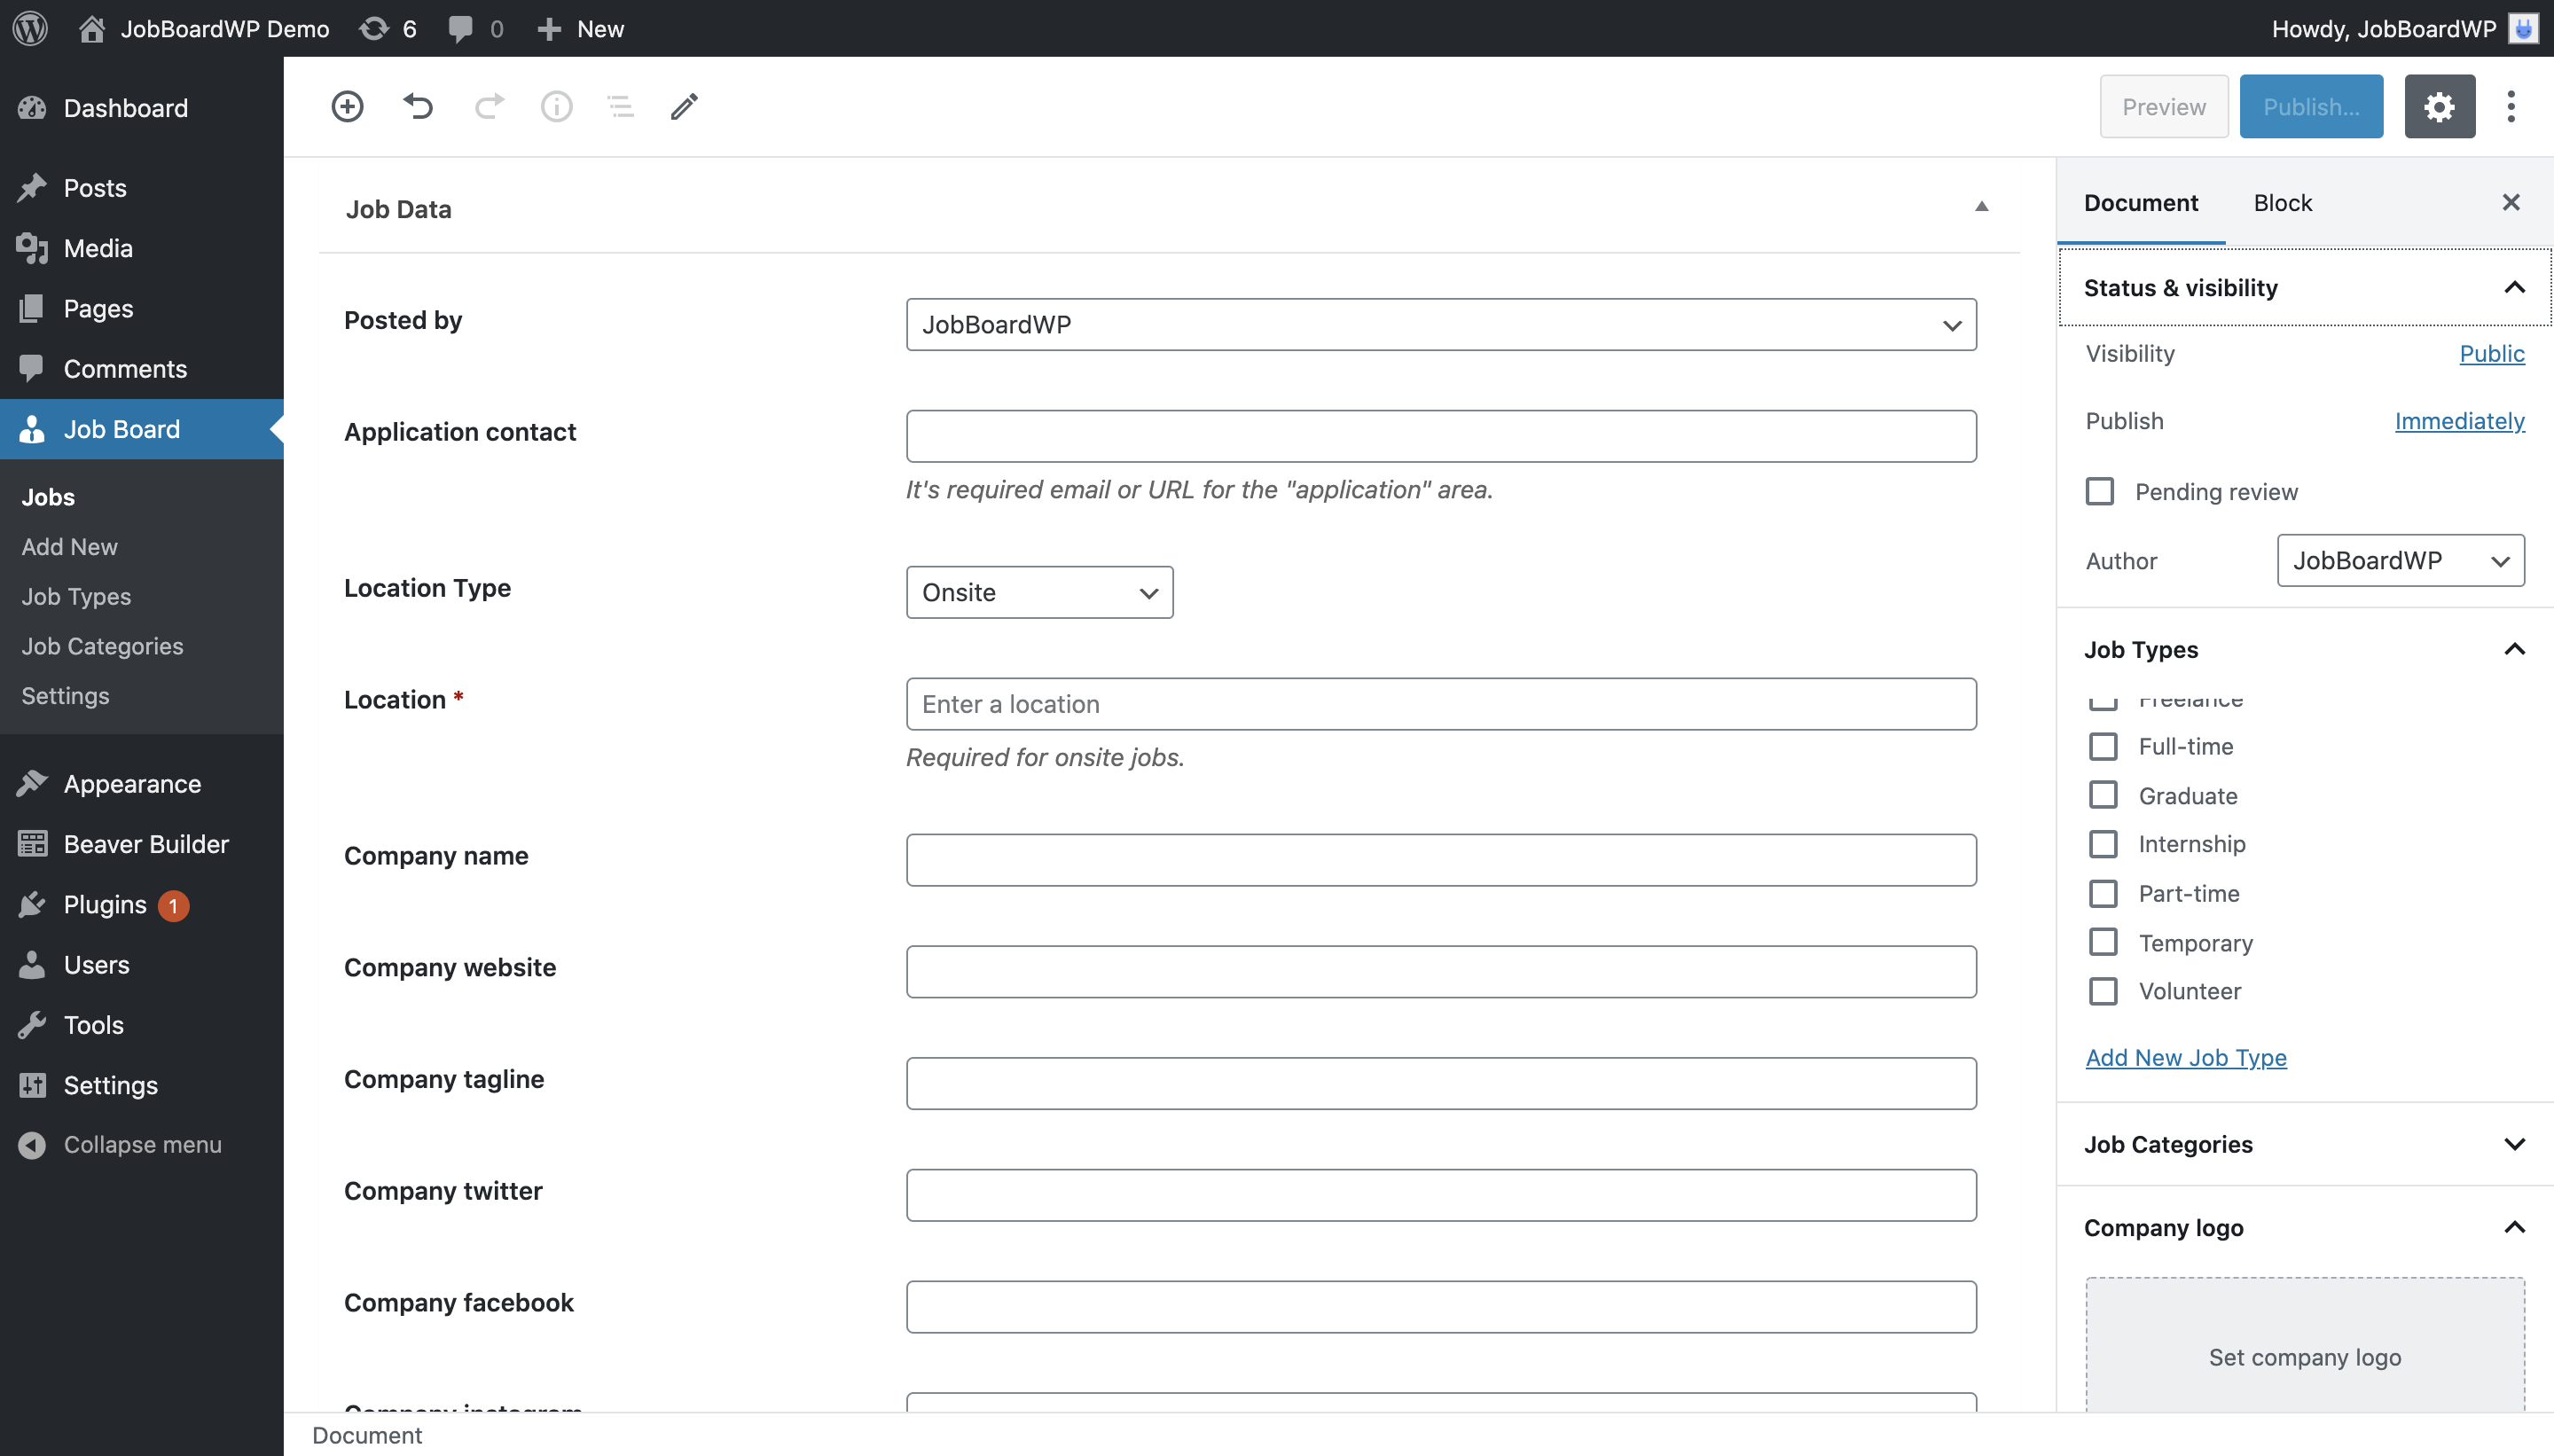 JobBoardWP Demo 6 0 New Howdy, JobBoardWP
Dashboard
Posts
Media
Pages
Comments
Job Board
Jobs
Add New
Job Types
Job Categories
Settings
Appearance
Beaver Builder
Plugins 1
Users
Tools
Settings
Collapse menu
Preview Publish...
Job Data
Posted by JobBoardWP
Application contact
It's required email or URL for the "application" area.
Location Type Onsite
Location * Enter a location
Required for onsite jobs.
Company name
Company website
Company tagline
Company twitter
Company facebook
Company instagram
Document
Document Block
Status & visibility
Visibility Public
Publish Immediately
Pending review
Author JobBoardWP
Job Types
Freelance
Full-time
Graduate
Internship
Part-time
Temporary
Volunteer
Add New Job Type
Job Categories
Company logo
Set company logo